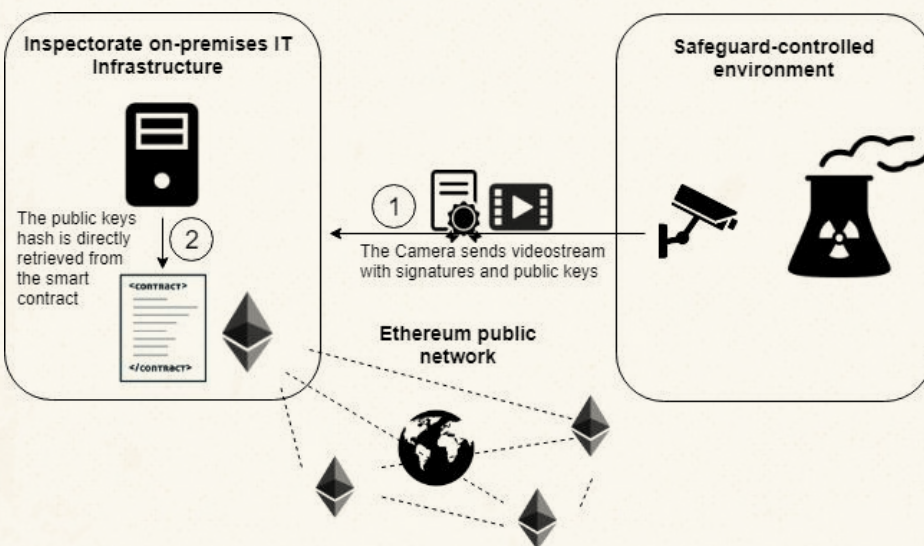 Inspectorate on-premises IT
Infrastructure
Safeguard-controlled
environment
1
The Camera sends videostream
with signatures and public keys
The public keys
hash is directly
retrieved from
the smart
contract
2
<CONTRACT>
</CONTRACT>
Ethereum public
network